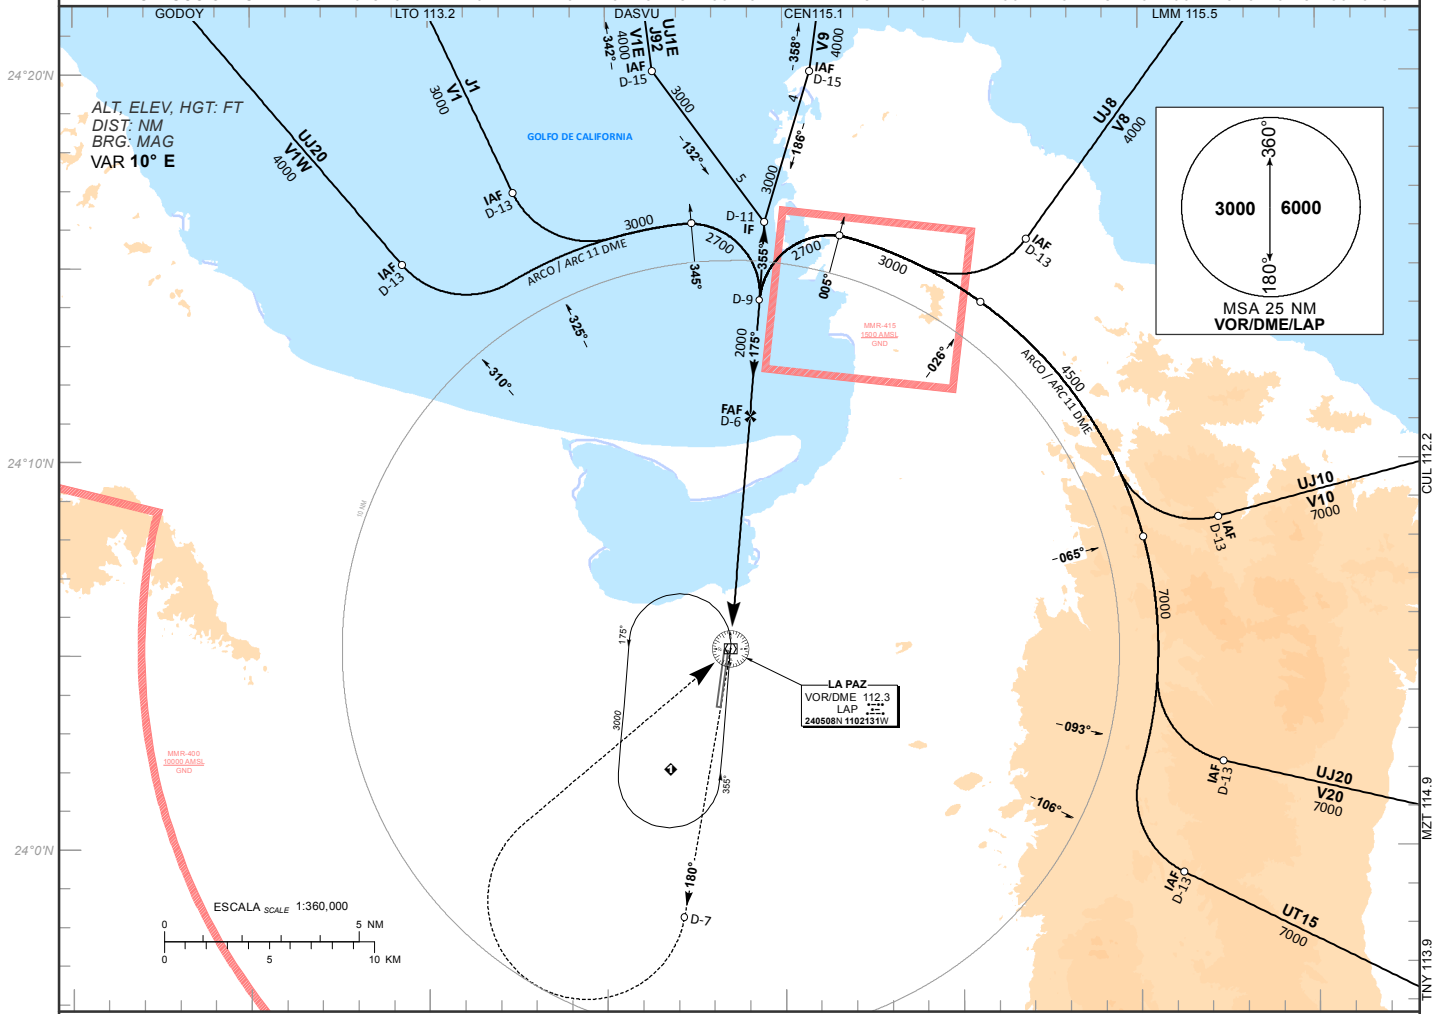 GODOY
LTO 113.2
DASVU
CEN115.1
LMM 115.5
24°20'N
ALT, ELEV, HGT: FT
DIST: NM
BRG: MAG
VAR 10° E
UJ20
V1W
4000
J1
V1
3000
342°
UJ1E
J92
V1E
4000
IAF
D-15
358°
V9
4000
IAF
D-15
GOLFO DE CALIFORNIA
3000
132°
5
4
186°
3000
UJ8
V8
4000
360°
3000
6000
180°
MSA 25 NM
VOR/DME/LAP
IAF
D-13
IAF
D-13
D-11
IF
3000
2700
ARCO / ARC 11 DME
345°
355°
2700
005°
3000
IAF
D-13
D-9
325°
310°
2000
175°
MMR-415
1500 AMSL
GND
026°
4500
ARCO / ARC 11 DME
FAF
D-6
24°10'N
10 NM
CUL 112.2
UJ10
V10
7000
IAF
D-13
065°
7000
175°
3000
355°
LA PAZ
VOR/DME 112.3
LAP
240508N 1102131W
093°
106°
MMR-400
10000 AMSL
GND
IAF
D-13
UJ20
V20
7000
MZT 114.9
24°0'N
IAF
D-13
UT15
7000
TNY 113.9
180°
D-7
ESCALA SCALE 1:360,000
0 5 NM
0 5 10 KM